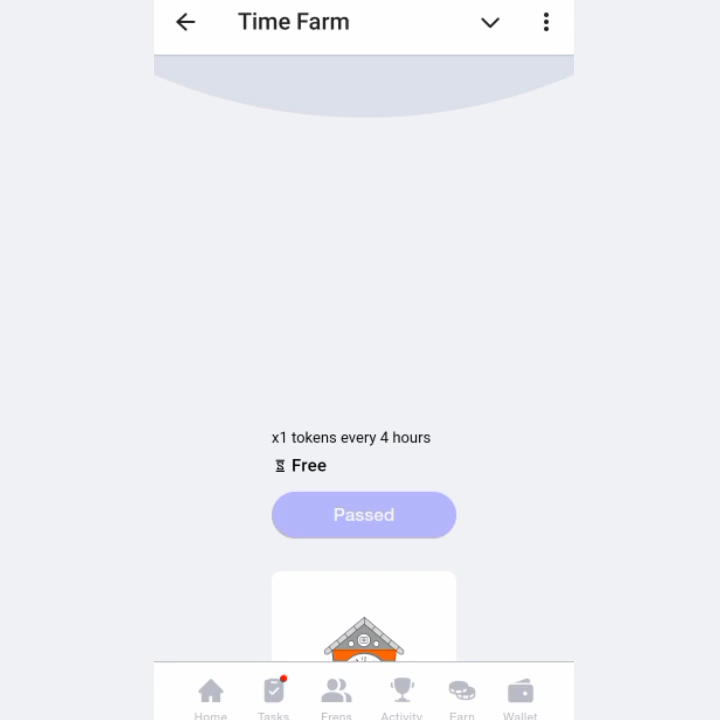 Time Farm
x1 tokens every 4 hours
Free
Passed
Home Tasks Frens Activity Earn Wallet